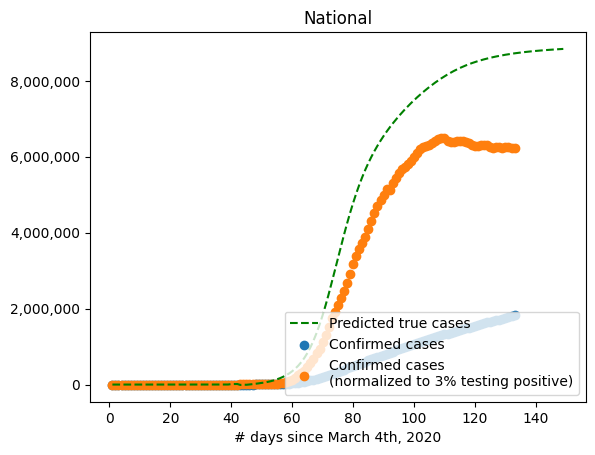 National
8,000,000
6,000,000
4,000,000
2,000,000
0
Predicted true cases
Confirmed cases
Confirmed cases
(normalized to 3% testing positive)
0 20 40 60 80 100 120 140
# days since March 4th, 2020